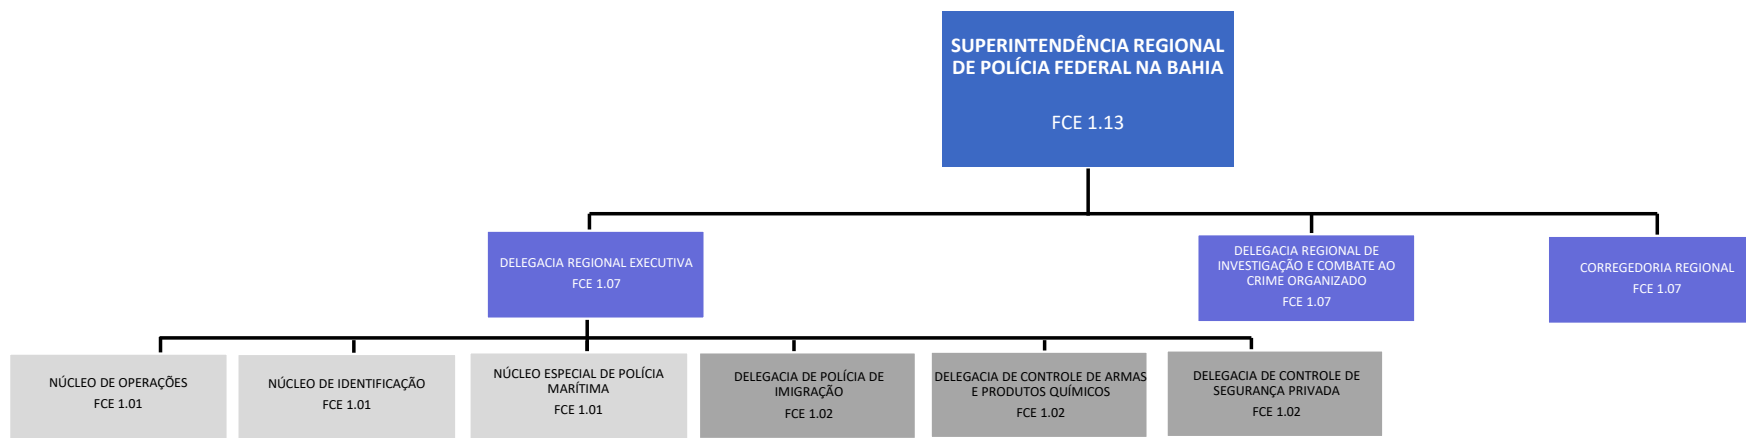 SUPERINTENDÊNCIA REGIONAL
DE POLÍCIA FEDERAL NA BAHIA
FCE 1.13
DELEGACIA REGIONAL EXECUTIVA
FCE 1.07
DELEGACIA REGIONAL DE
INVESTIGAÇÃO E COMBATE AO
CRIME ORGANIZADO
FCE 1.07
CORREGEDORIA REGIONAL
FCE 1.07
NÚCLEO DE OPERAÇÕES
FCE 1.01
NÚCLEO DE IDENTIFICAÇÃO
FCE 1.01
NÚCLEO ESPECIAL DE POLÍCIA
MARÍTIMA
FCE 1.01
DELEGACIA DE POLÍCIA DE
IMIGRAÇÃO
FCE 1.02
DELEGACIA DE CONTROLE DE ARMAS
E PRODUTOS QUÍMICOS
FCE 1.02
DELEGACIA DE CONTROLE DE
SEGURANÇA PRIVADA
FCE 1.02